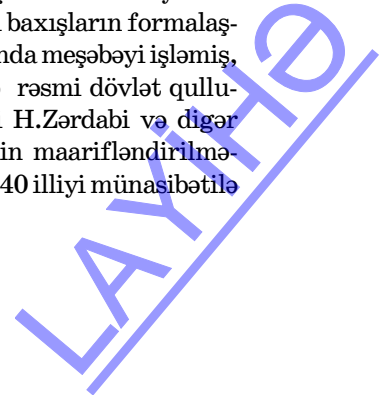 baxışların formalaş-
nda meşəbəyi işləmiş,
rəsmi dövlət qullu-
H.Zərdabi və digər
in maarifləndirilmə-
40 illiyi münasibətilə
LAYİHƏ